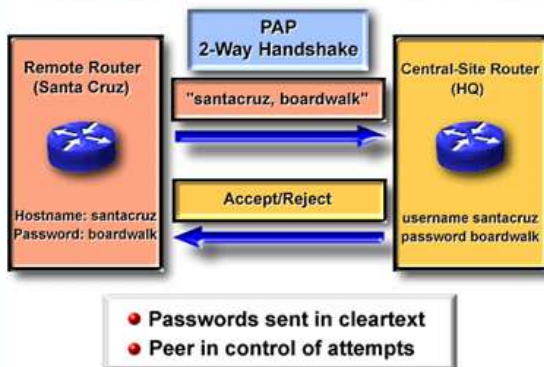 PAP
2-Way Handshake
Remote Router
(Santa Cruz)
Hostname: santacruz
Password: boardwalk
"santacruz, boardwalk"
Accept/Reject
Central-Site Router
(HQ)
username santacruz
password boardwalk
Passwords sent in cleartext
Peer in control of attempts